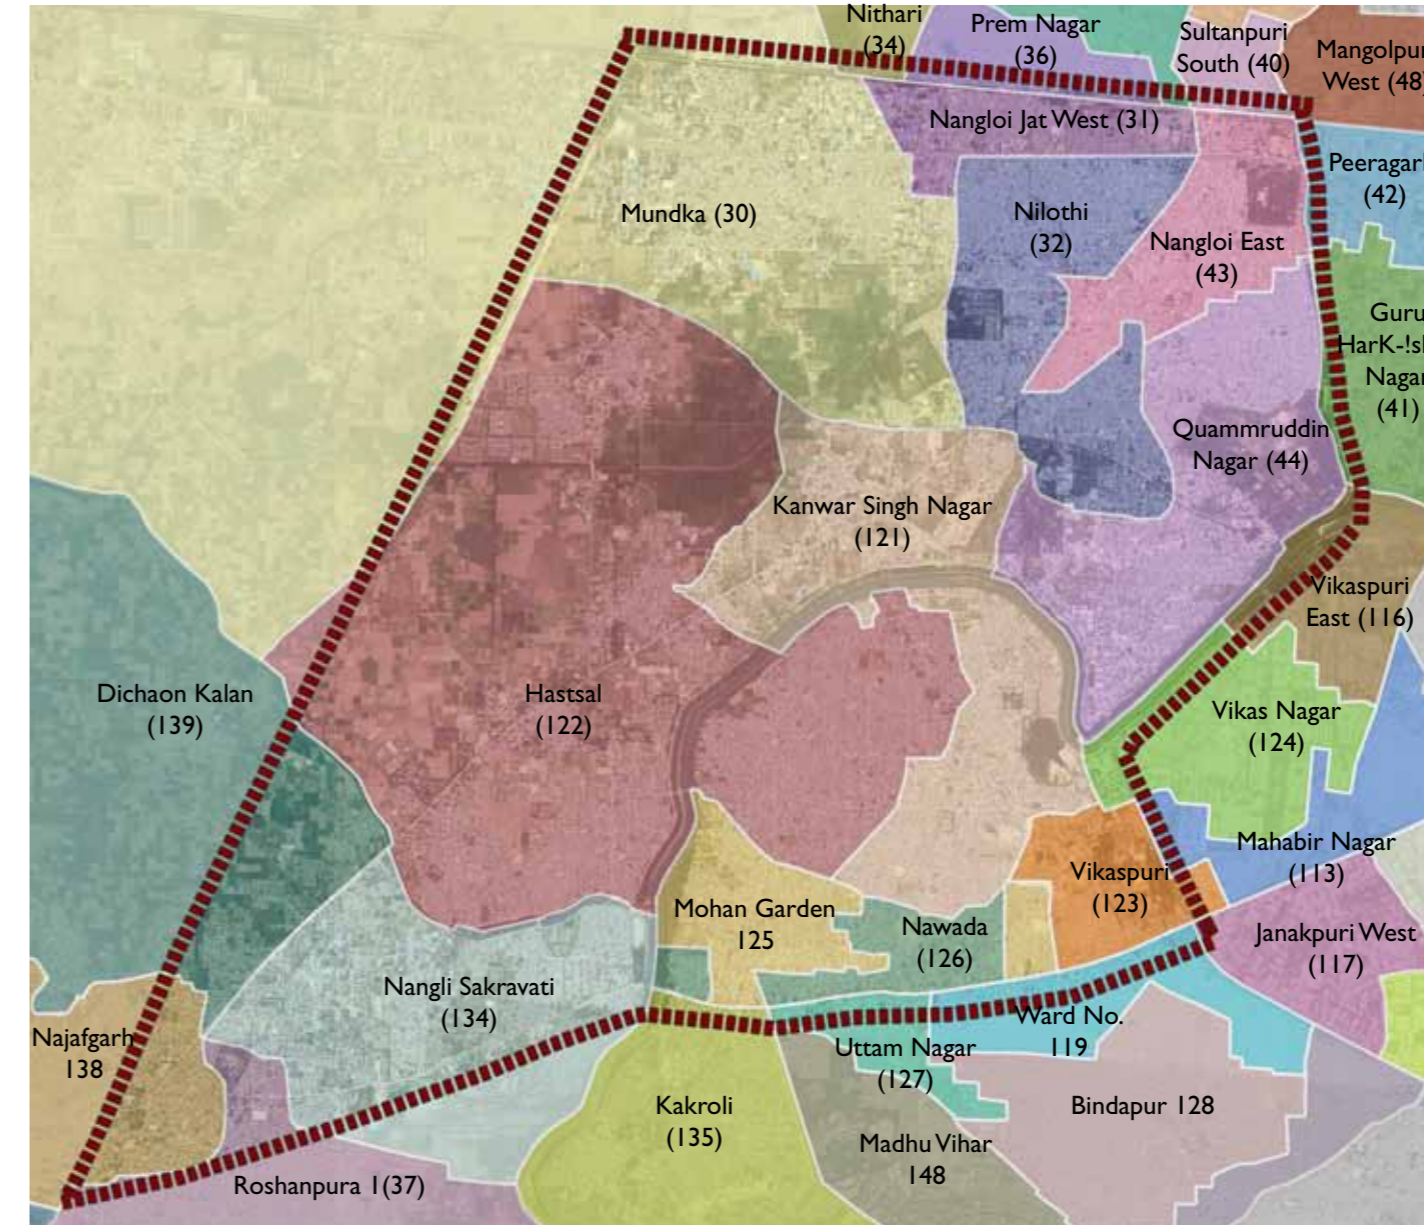 Nithari
(34)
Prem Nagar
(36)
Sultanpuri
South (40)
Mangolpur
West (48)
Nangloi Jat West (31)
Peeragarh
(42)
Mundka (30)
Nilothi
(32)
Nangloi East
(43)
Guru
HarK-!sh
Nagar
(41)
Quammruddin
Nagar (44)
Kanwar Singh Nagar
(121)
Vikaspuri
East (116)
Dichaon Kalan
(139)
Hastsal
(122)
Vikas Nagar
(124)
Mahabir Nagar
(113)
Vikaspuri
(123)
Mohan Garden
125
Nawada
(126)
Janakpuri West
(117)
Nangli Sakravati
(134)
Najafgarh
138
Ward No.
119
Uttam Nagar
(127)
Kakroli
(135)
Bindapur 128
Madhu Vihar
148
Roshanpura 1(37)